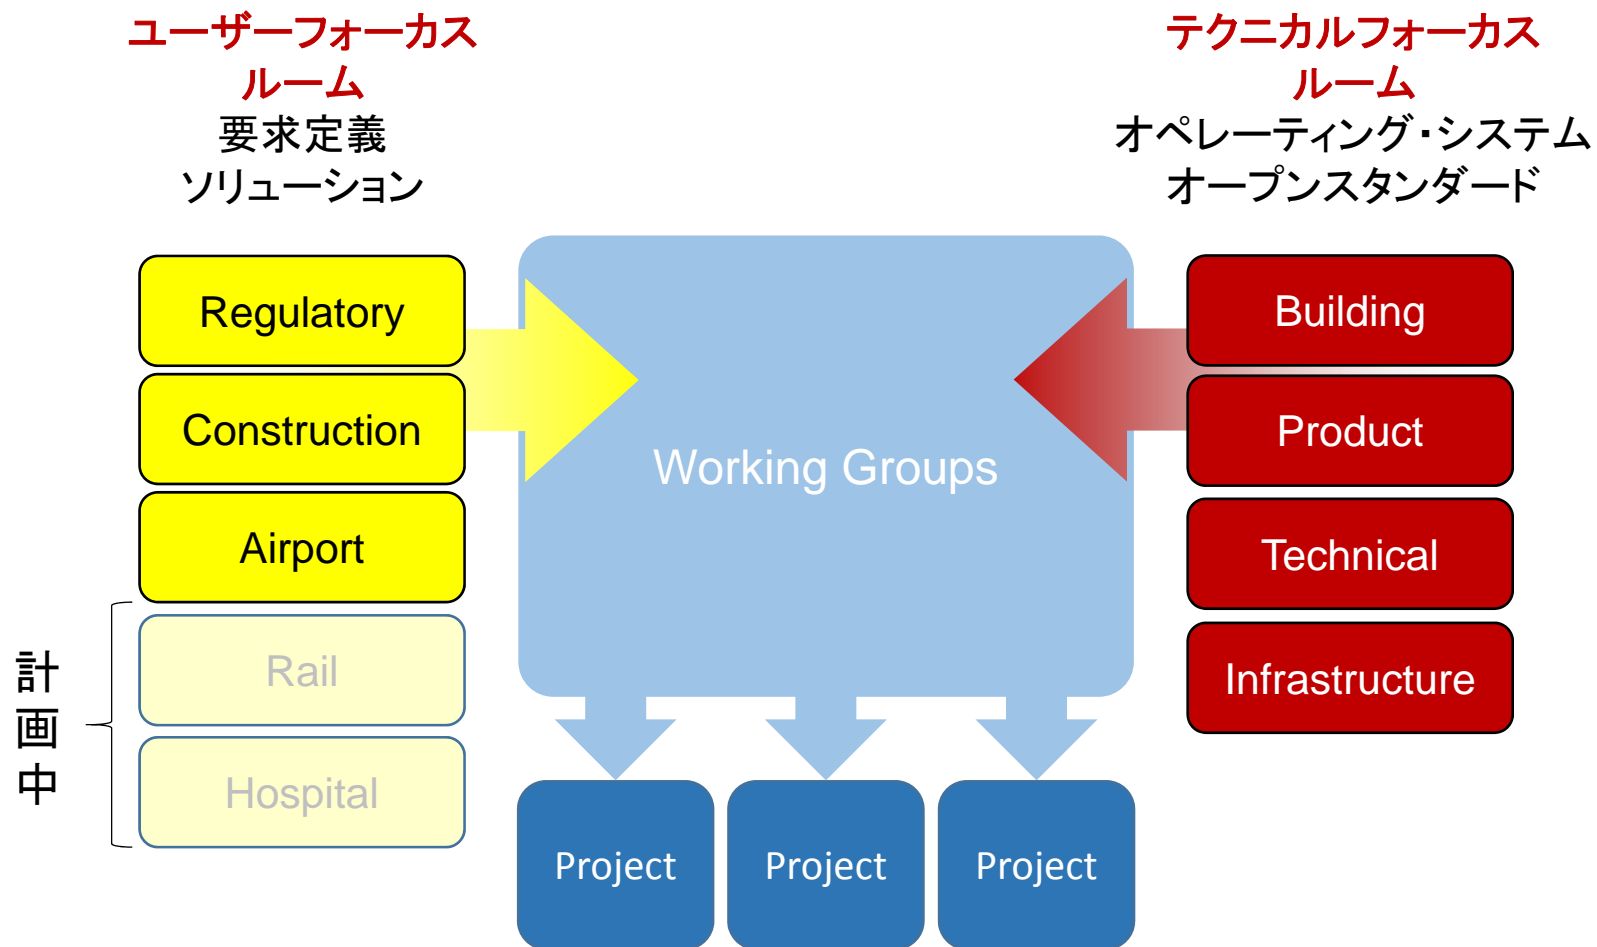 ユーザーフォーカス
ルーム
要求定義
ソリューション
テクニカルフォーカス
ルーム
オペレーティング・システム
オープンスタンダード
Regulatory
Construction
Airport
Rail
Hospital
計
画
中
Working Groups
Building
Product
Technical
Infrastructure
Project
Project
Project